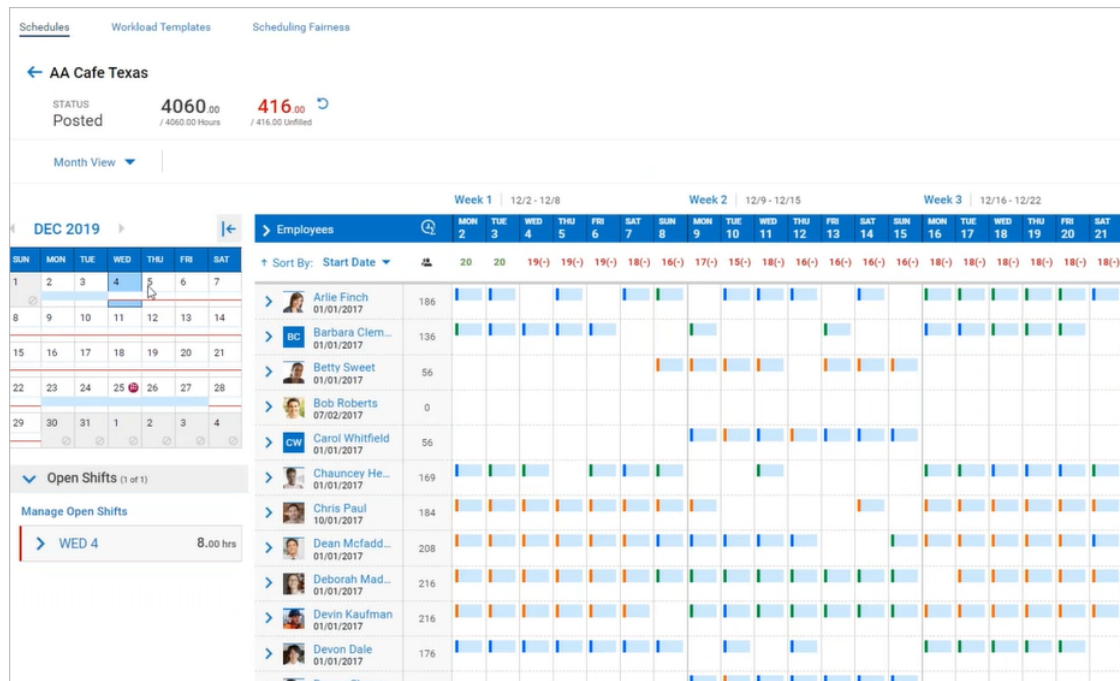 Schedules Workload Templates Scheduling Fairness
AA Cafe Texas
STATUS
Posted
4060.00
/ 4060.00 Hours
416.00
/ 416.00 Unfilled
Month View
Week 1 12/2 - 12/8 Week 2 12/9 - 12/15 Week 3 12/16 - 12/22
DEC 2019
SUN MON TUE WED THU FRI SAT
1 2 3 4 5 6 7
8 9 10 11 12 13 14
15 16 17 18 19 20 21
22 23 24 25 26 27 28
29 30 31 1 2 3 4
Open Shifts (1 of 1)
Manage Open Shifts
WED 4 8.00 hrs
Employees
MON TUE WED THU FRI SAT SUN MON TUE WED THU FRI SAT SUN MON TUE WED THU FRI SAT
2 3 4 5 6 7 8 9 10 11 12 13 14 15 16 17 18 19 20 21
Sort By: Start Date 20 20 19(-) 19(-) 19(-) 18(-) 16(-) 17(-) 15(-) 18(-) 16(-) 16(-) 16(-) 16(-) 18(-) 18(-) 18(-) 18(-) 18(-) 18(-)
Arlie Finch 186
01/01/2017
BC Barbara Clem... 136
01/01/2017
Betty Sweet 56
01/01/2017
Bob Roberts 0
07/02/2017
CW Carol Whitfield 56
01/01/2017
Chauncey He... 169
01/01/2017
Chris Paul 184
10/01/2017
Dean Mcfadd... 208
01/01/2017
Deborah Mad... 216
01/01/2017
Devin Kaufman 216
01/01/2017
Devon Dale 176
01/01/2017